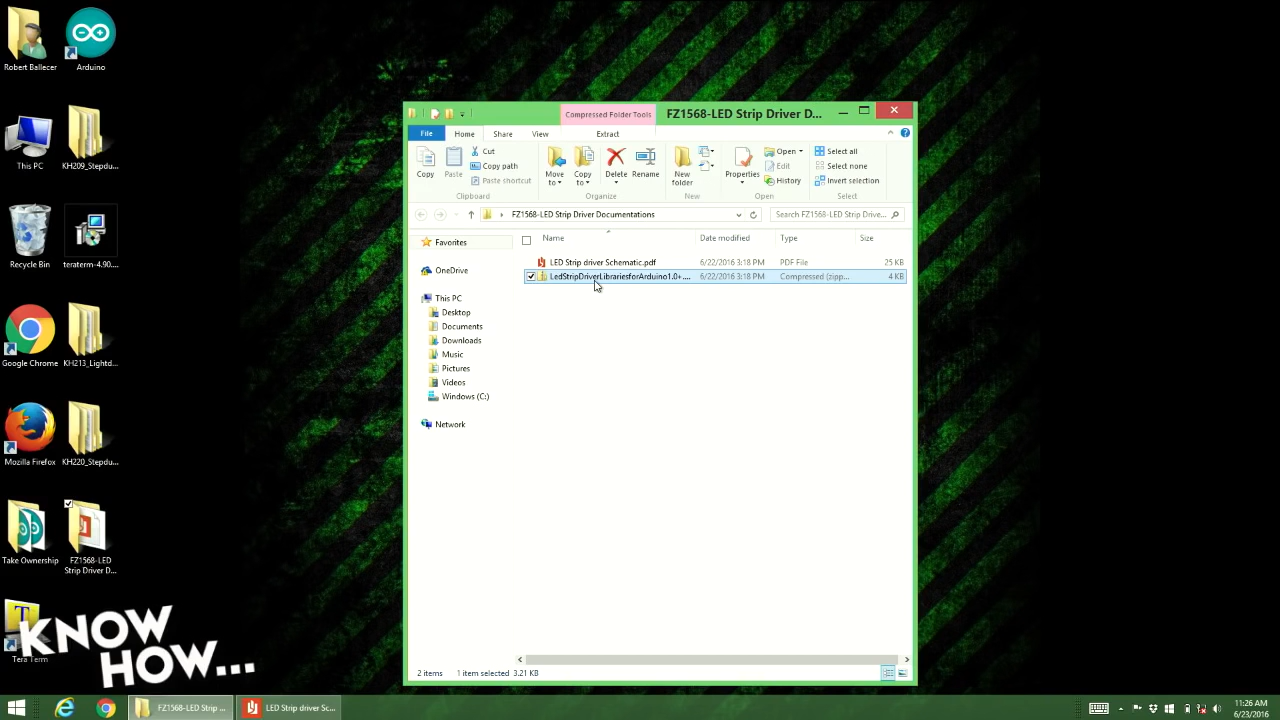 Robert Ballecer
Arduino
This PC
KH209_Stepdu...
Recycle Bin
teraterm-4.90....
Google Chrome
KH213_Lightd...
Mozilla Firefox
KH220_Stepdu...
Take Ownership
FZ1568-LED
Strip Driver D...
Tera Term
KNOW
HOW...
Compressed Folder Tools
FZ1568-LED Strip Driver D...
File
Home
Share
View
Extract
Copy
Paste
Cut
Copy path
Paste shortcut
Clipboard
Move
to
Copy
to
Delete
Rename
Organize
New
folder
New
Properties
Open
Edit
History
Open
Select all
Select none
Invert selection
Select
FZ1568-LED Strip Driver Documentations
Search FZ1568-LED Strip Drive...
Favorites
OneDrive
This PC
Desktop
Documents
Downloads
Music
Pictures
Videos
Windows (C:)
Network
Name Date modified Type Size
LED Strip driver Schematic.pdf 6/22/2016 3:18 PM PDF File 25 KB
LedStripDriverLibrariesforArduino1.0+.... 6/22/2016 3:18 PM Compressed (zipp... 4 KB
2 items 1 item selected 3.21 KB
FZ1568-LED Strip ...
LED Strip driver Sc...
11:26 AM
6/23/2016